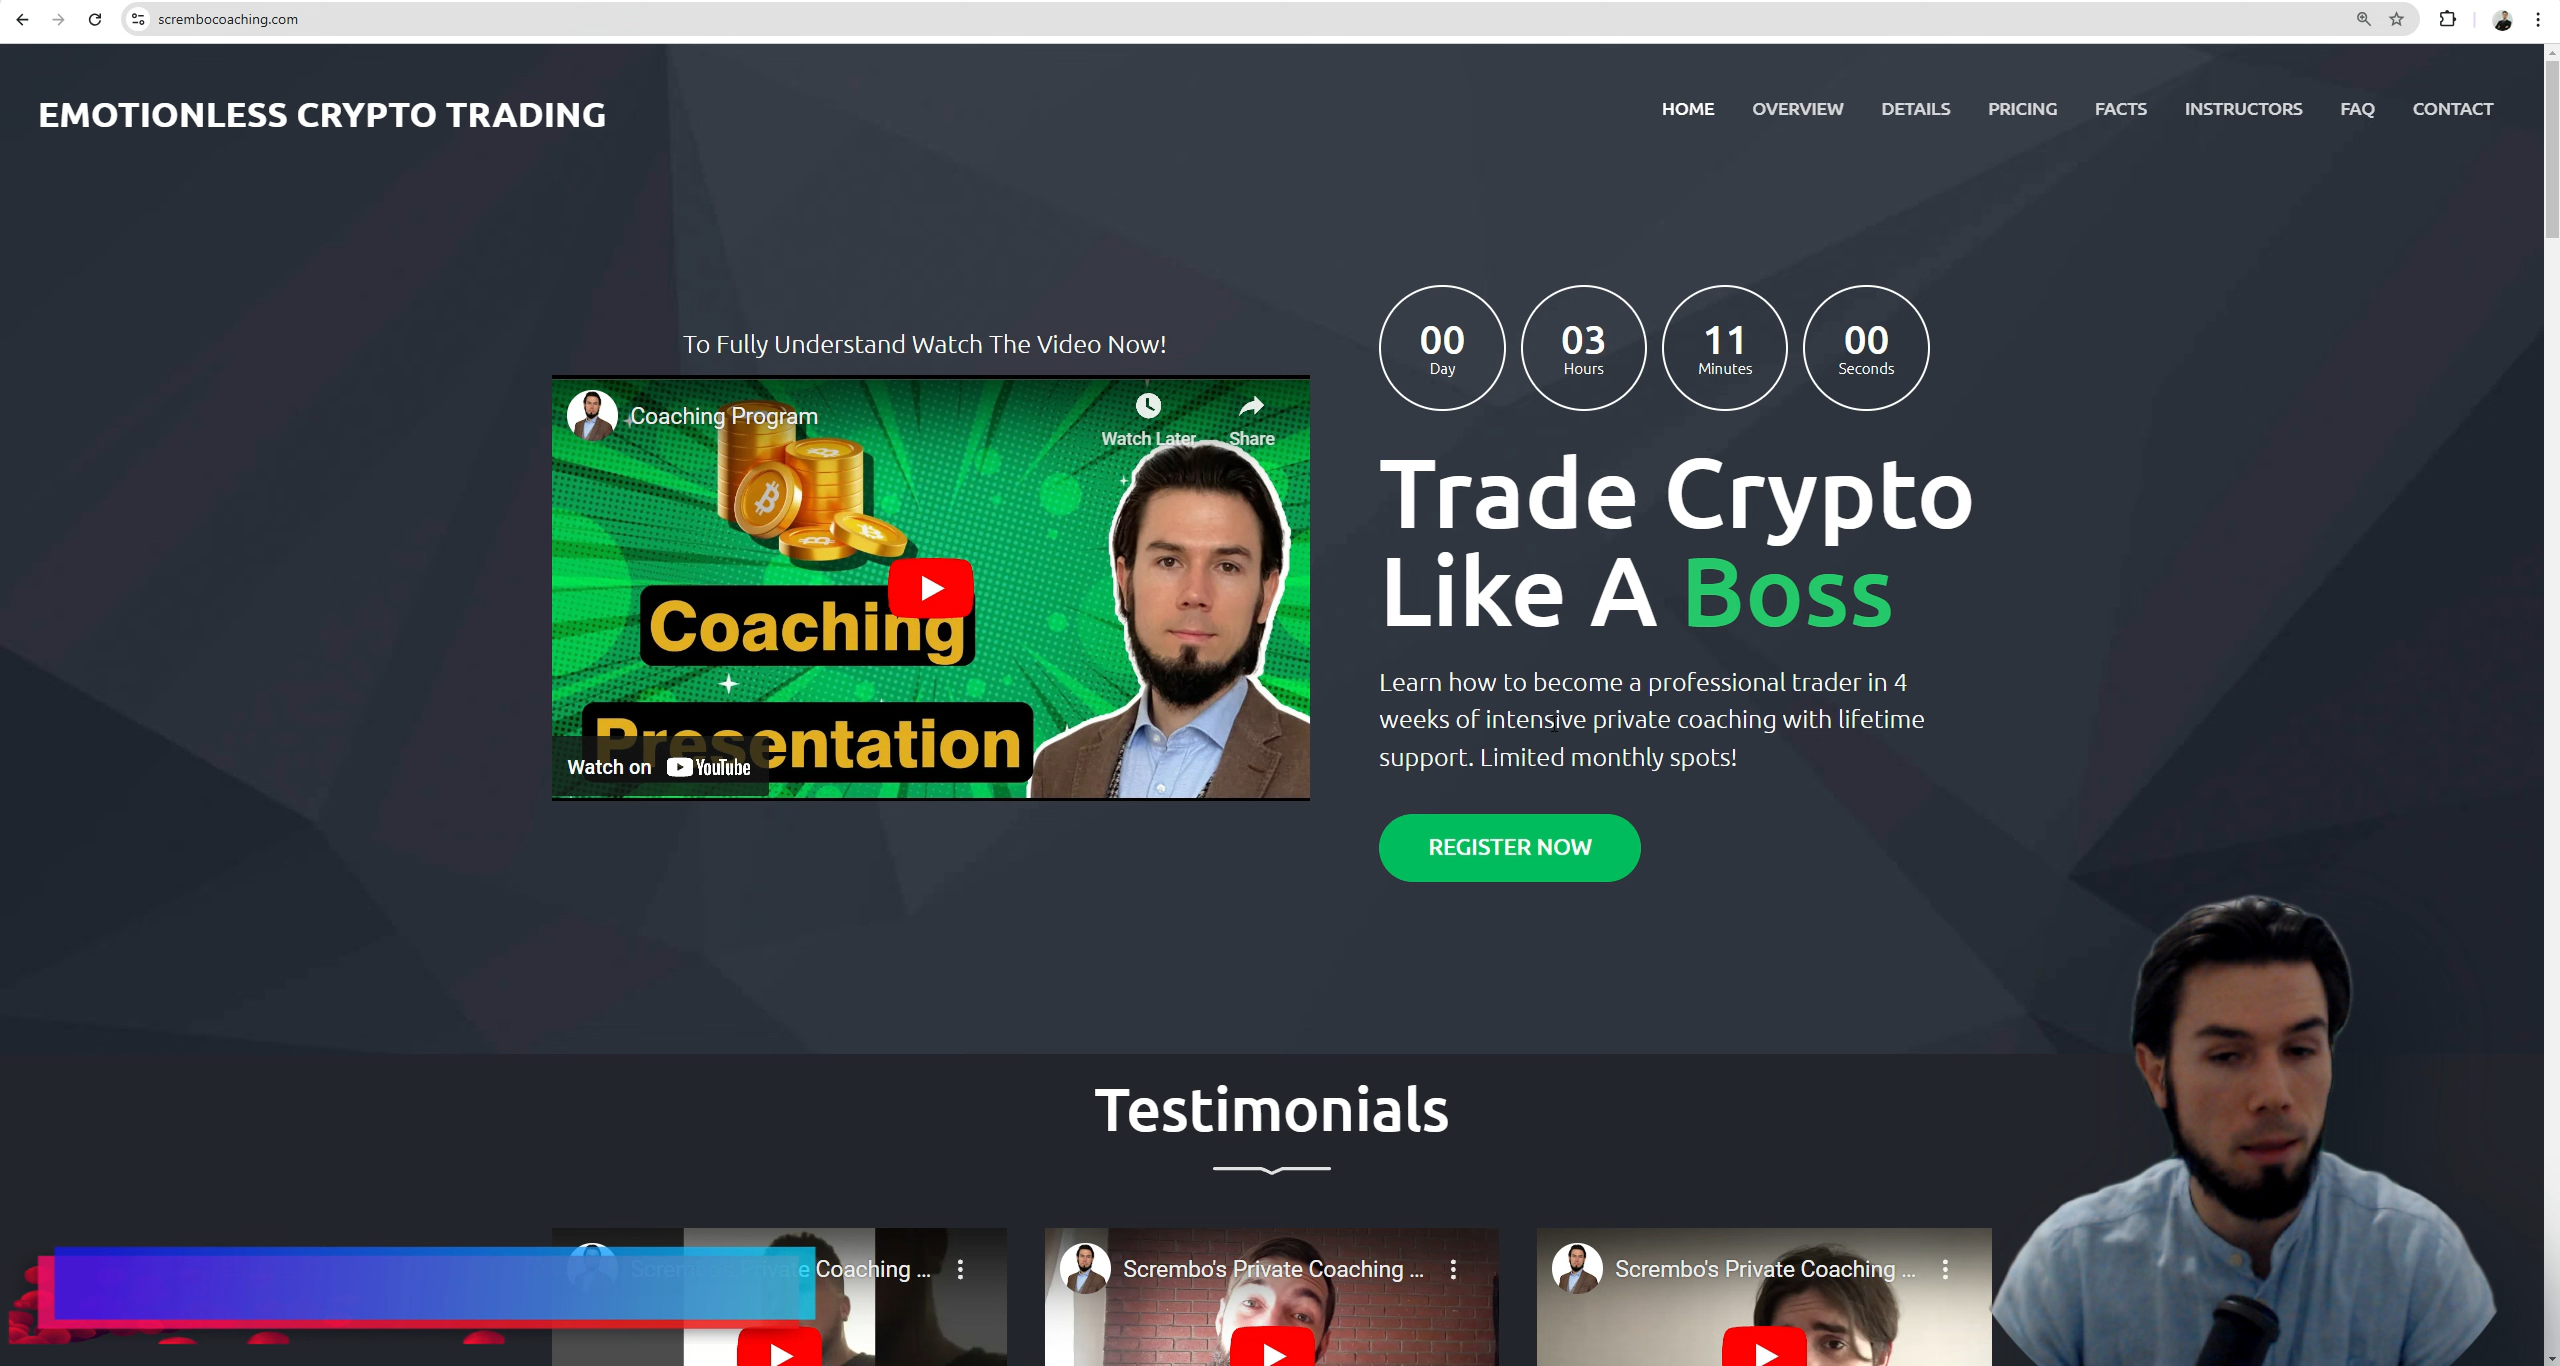 scrembocoaching.com
EMOTIONLESS CRYPTO TRADING
HOME OVERVIEW DETAILS PRICING FACTS INSTRUCTORS FAQ CONTACT
To Fully Understand Watch The Video Now!
Coaching Program
Watch Later Share
Coaching
Presentation
Watch on YouTube
00 03 11 00
Day Hours Minutes Seconds
Trade Crypto
Like A Boss
Learn how to become a professional trader in 4
weeks of intensive private coaching with lifetime
support. Limited monthly spots!
REGISTER NOW
Testimonials
Scrembo's Private Coaching ...
Scrembo's Private Coaching ...
Scrembo's Private Coaching ...